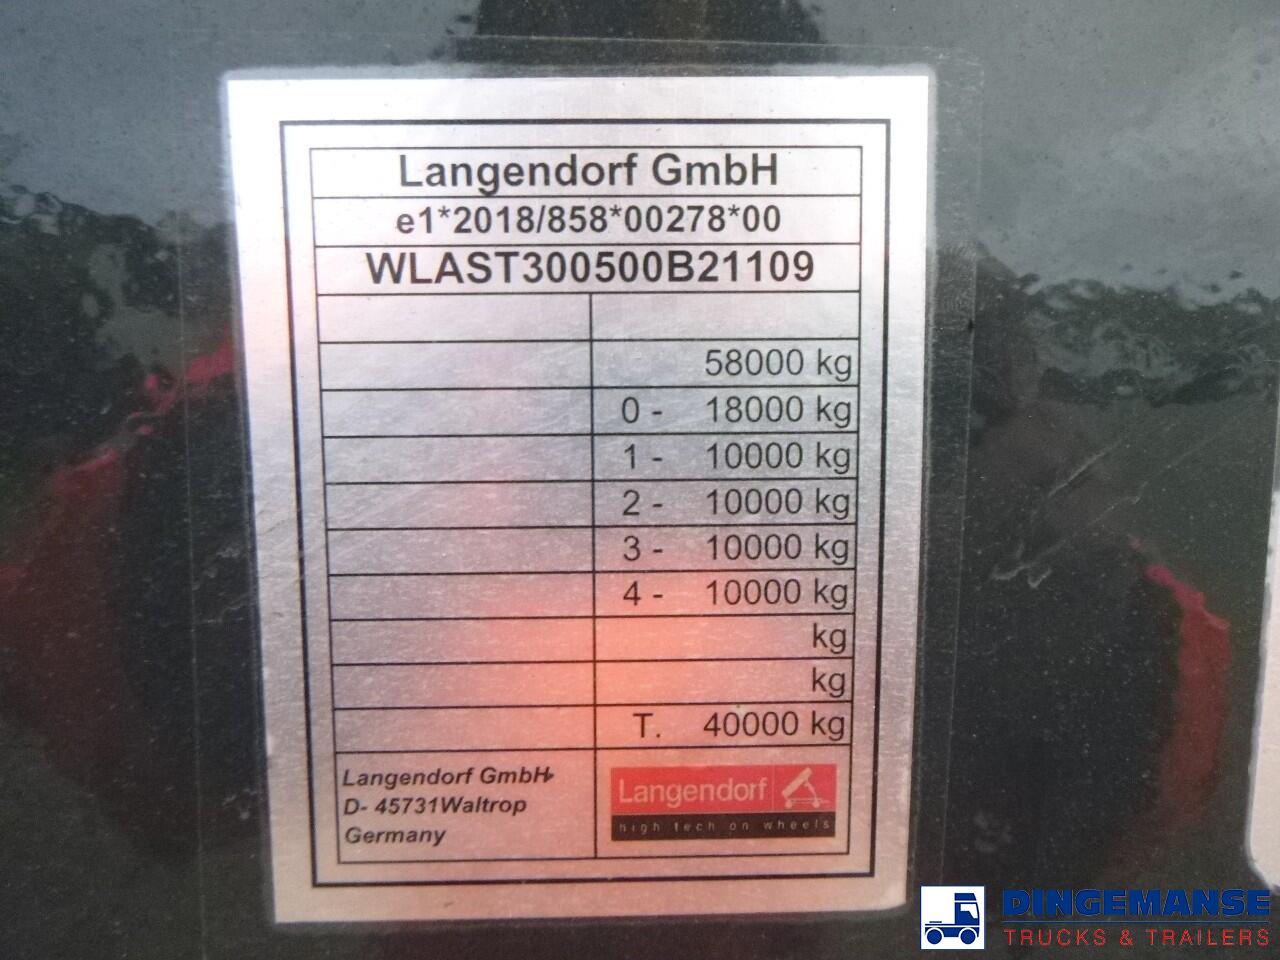 Langendorf GmbH
e1*2018/858*00278*00
WLAST300500B21109
58000 kg
0 - 18000 kg
1 - 10000 kg
2 - 10000 kg
3 - 10000 kg
4 - 10000 kg
kg
kg
T. 40000 kg
Langendorf GmbH
D- 45731Waltrop
Germany
Langendorf
high tech on wheels
DINGEMANSE
TRUCKS & TRAILERS